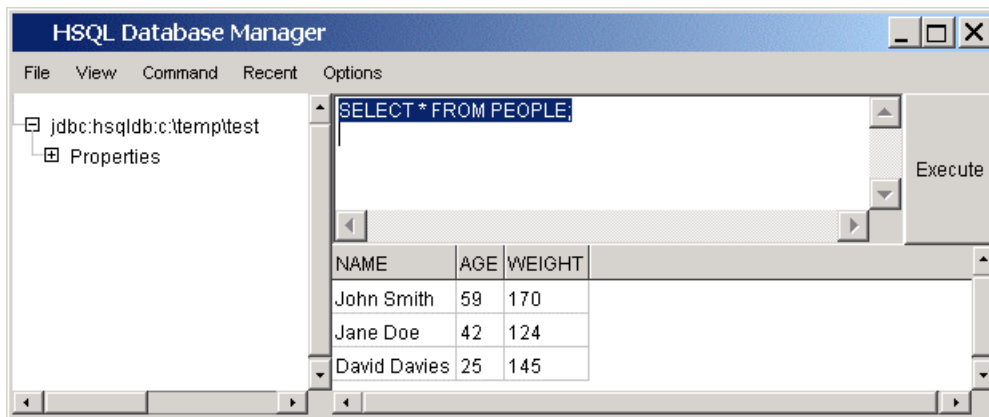 HSQL Database Manager
File View Command Recent Options
jdbc:hsqldb:c:\temp\test
Properties
SELECT * FROM PEOPLE;
Execute
NAME AGE WEIGHT
John Smith 59 170
Jane Doe 42 124
David Davies 25 145